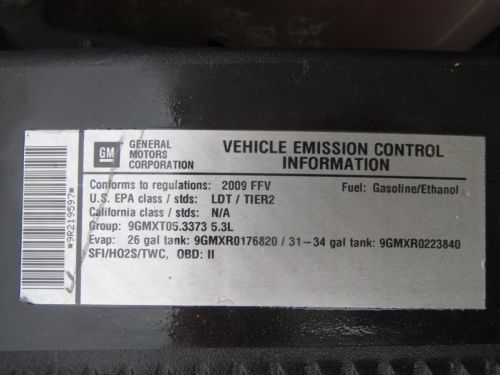 GM
GENERAL
MOTORS
CORPORATION
VEHICLE EMISSION CONTROL
INFORMATION
Conforms to regulations: 2009 FFV Fuel: Gasoline/Ethanol
U.S. EPA class / stds: LDT / TIER2
California class / stds: N/A
Group: 9GMXT05.3373 5.3L
Evap: 26 gal tank: 9GMXR0176820 / 31-34 gal tank: 9GMXR0223840
SFI/HO2S/TWC, OBD: II
*9R219597*